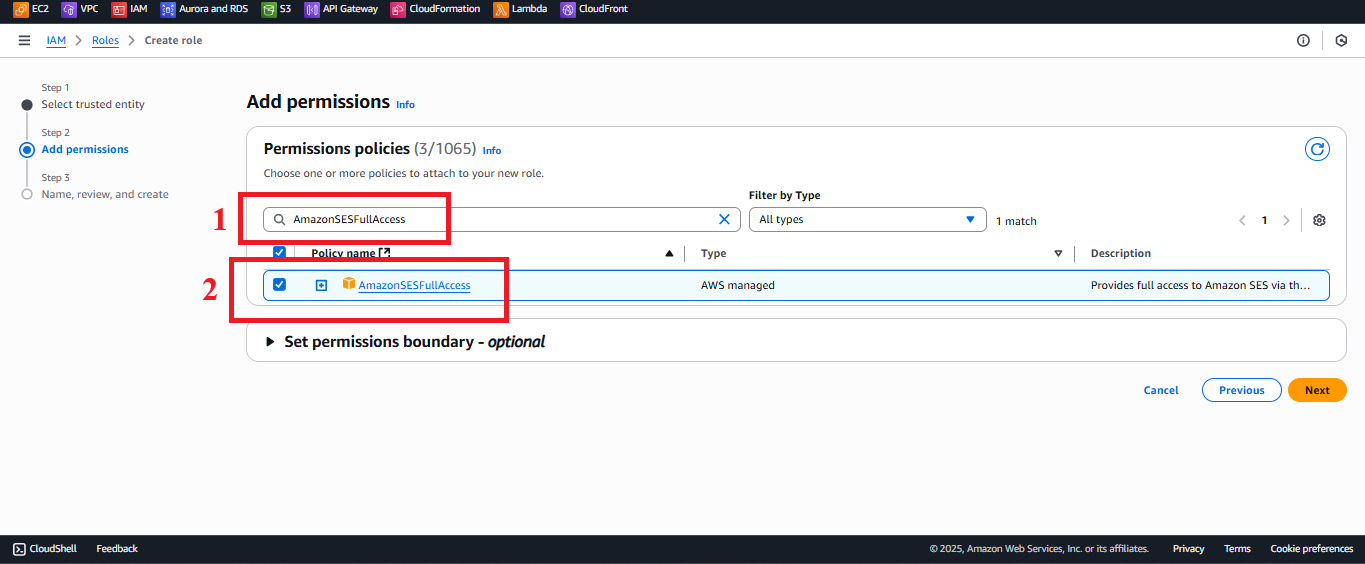 EC2 VPC IAM Aurora and RDS S3 API Gateway CloudFormation Lambda CloudFront
IAM Roles Create role
Step 1
Select trusted entity
Step 2
Add permissions
Step 3
Name, review, and create
Add permissions Info
Permissions policies (3/1065) Info
Choose one or more policies to attach to your new role.
Filter by Type
1
AmazonSESFullAccess
All types
1 match
1
Policy name
Type
Description
2
AmazonSESFullAccess
AWS managed
Provides full access to Amazon SES via th...
Set permissions boundary - optional
Cancel
Previous
Next
CloudShell Feedback
© 2025, Amazon Web Services, Inc. or its affiliates. Privacy Terms Cookie preferences